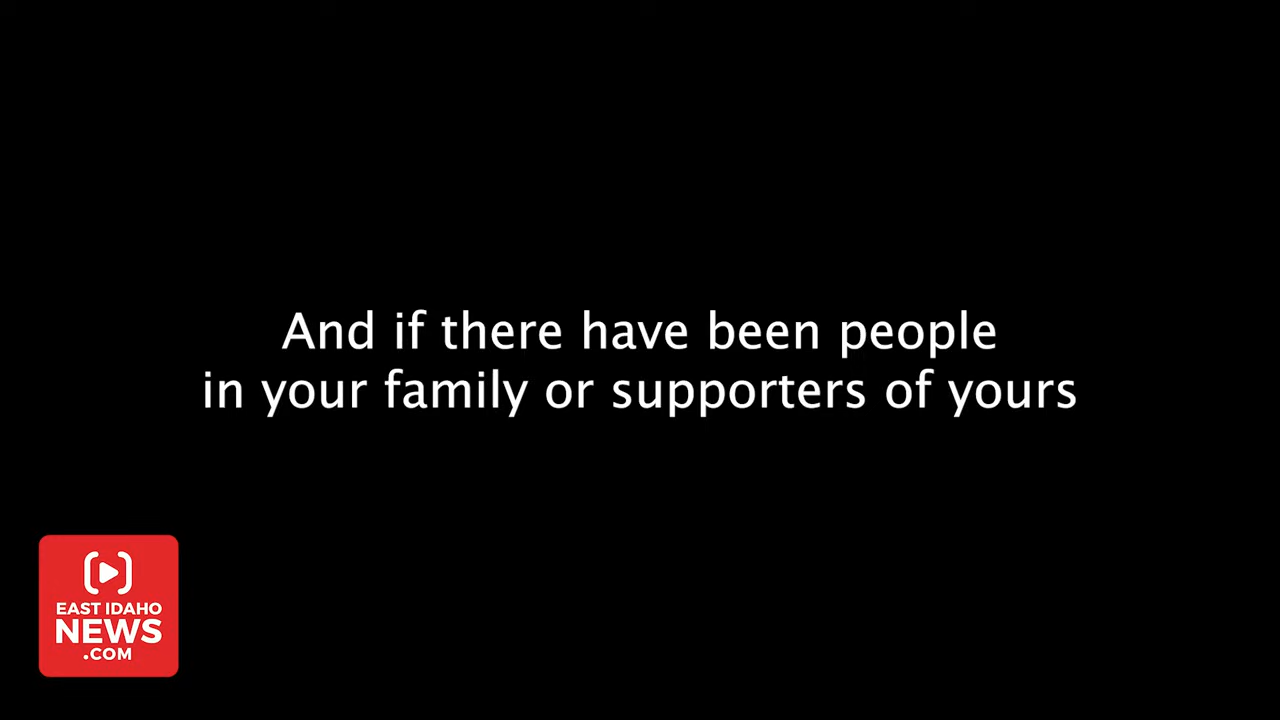 And if there have been people
in your family or supporters of yours
EAST IDAHO
NEWS
.COM